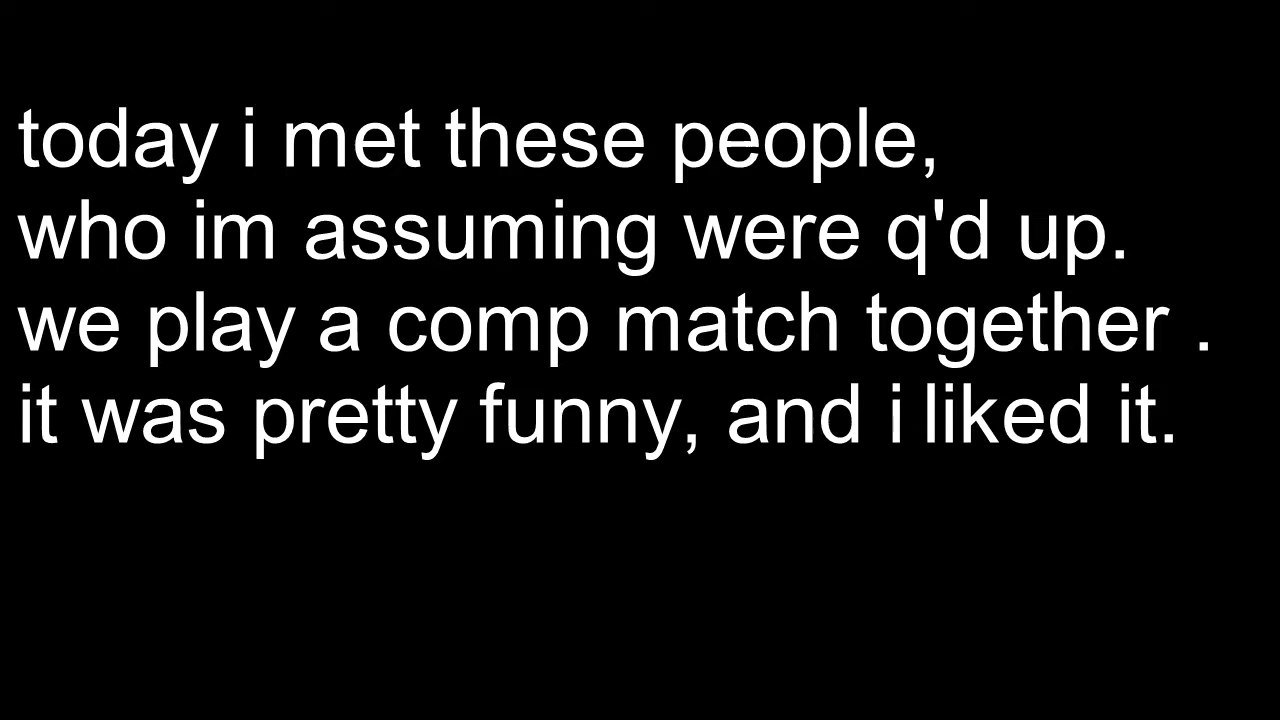 today i met these people,
who im assuming were q'd up.
we play a comp match together .
it was pretty funny, and i liked it.